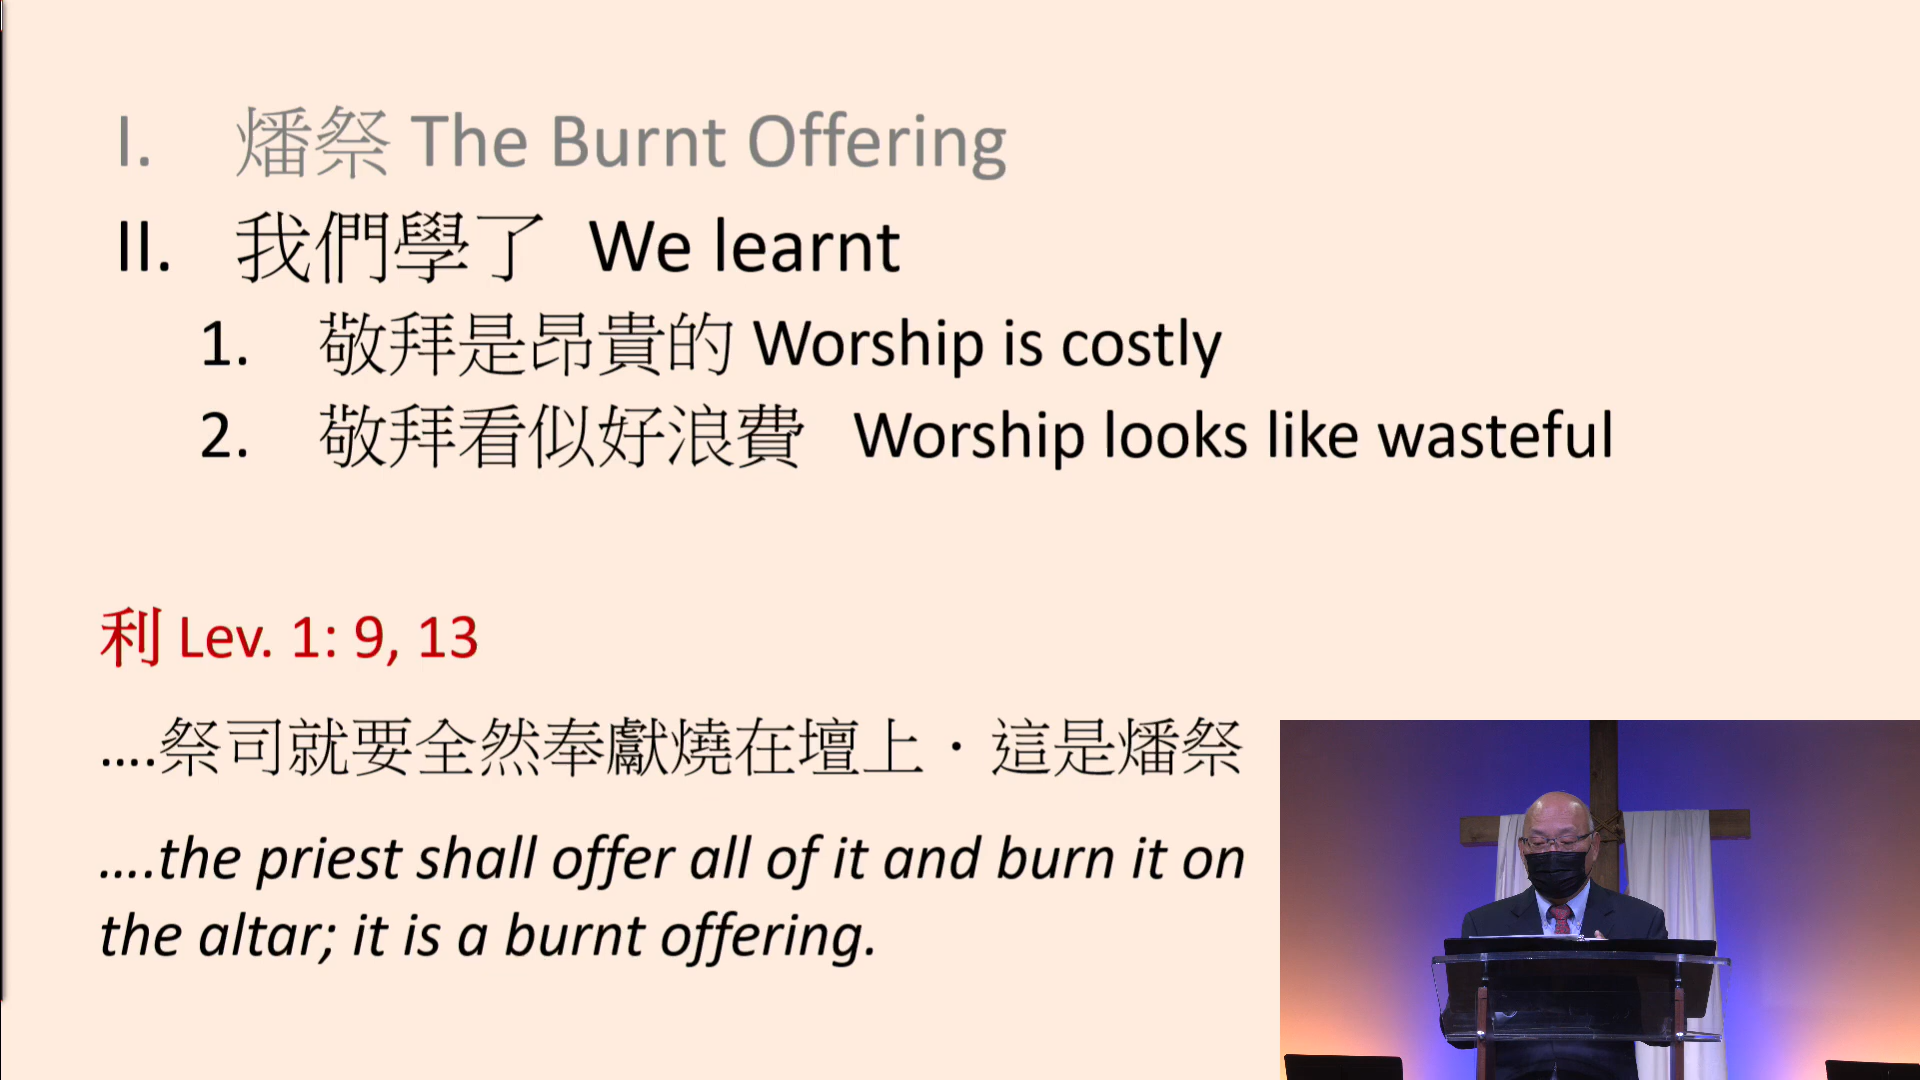 I. 燔祭 The Burnt Offering
II. 我們學了 We learnt
1. 敬拜是昂貴的 Worship is costly
2. 敬拜看似好浪費 Worship looks like wasteful
利 Lev. 1: 9, 13
....祭司就要全然奉獻燒在壇上．這是燔祭
....the priest shall offer all of it and burn it on
the altar; it is a burnt offering.